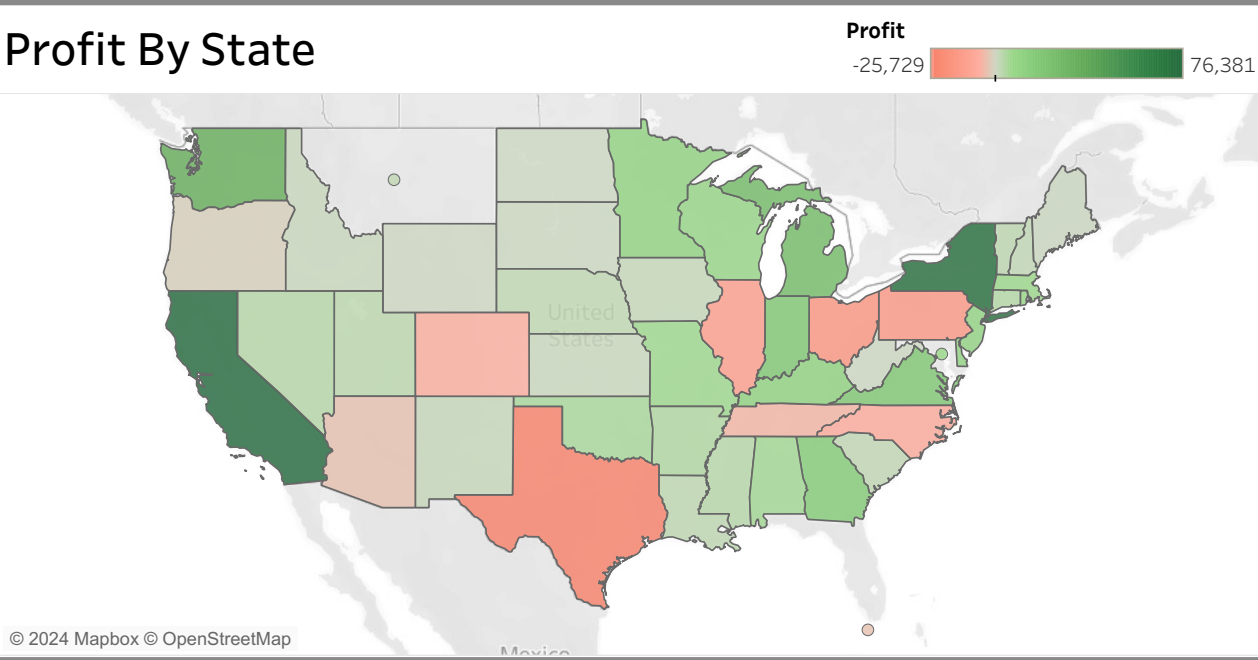 Profit By State
Profit
-25,729
76,381
United
States
© 2024 Mapbox © OpenStreetMap
Mexico